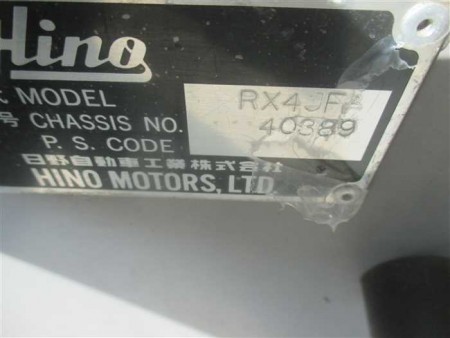 Hino
MODEL RX4JFA
号 CHASSIS NO. 40389
P. S. CODE
日野自動車工業株式会社
HINO MOTORS, LTD